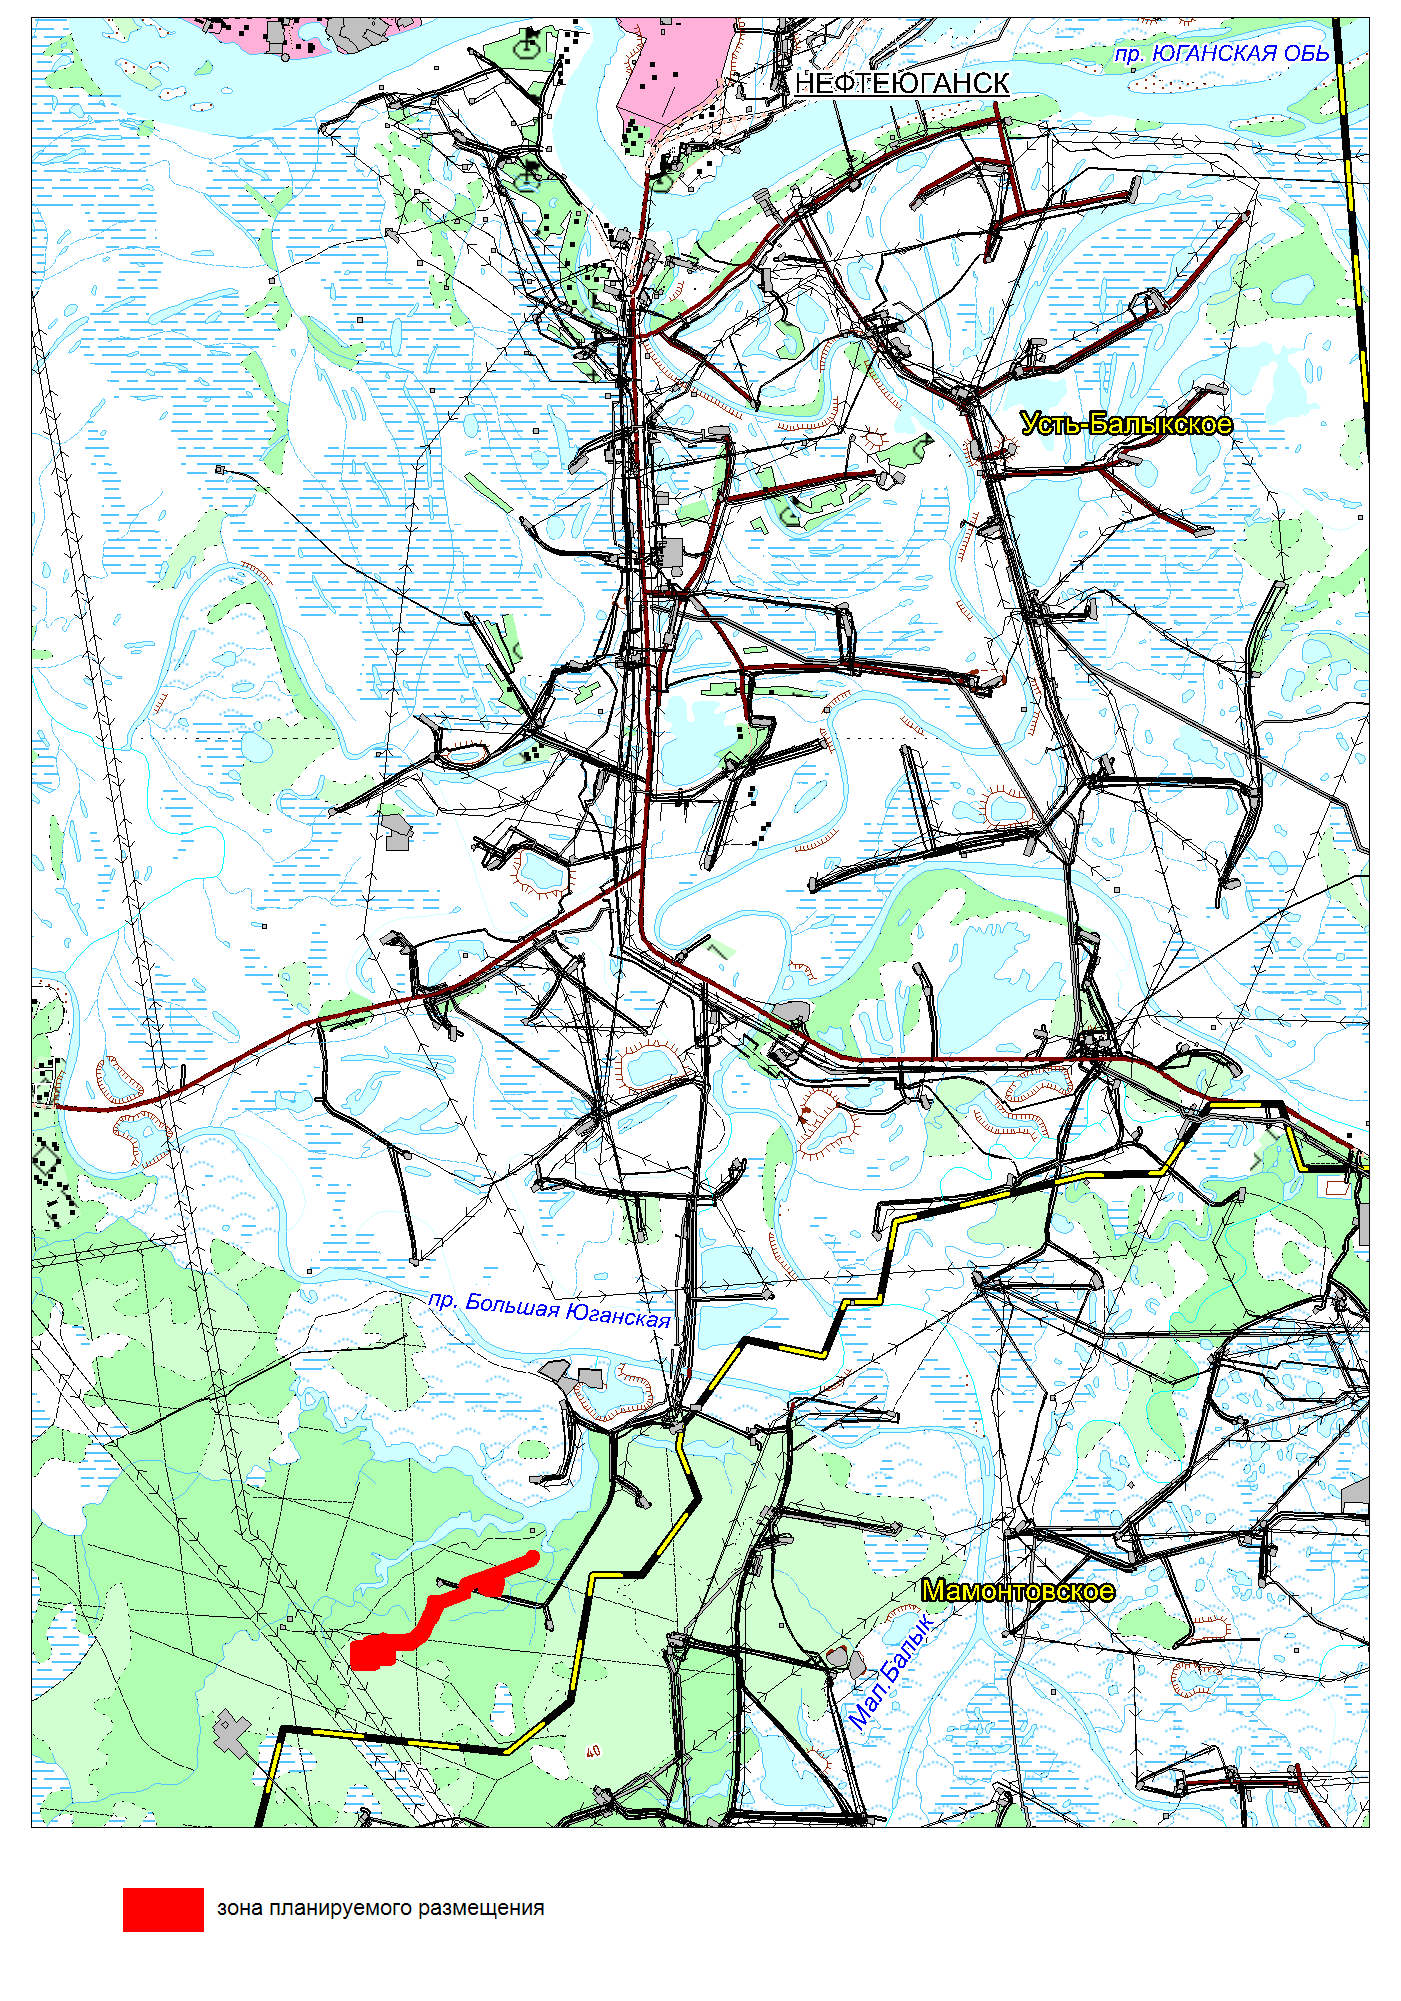 пр. ЮГАНСКАЯ ОБЬ
НЕФТЕЮГАНСК
Усть-Балыкское
пр. Большая Юганская
Мамонтовское
Мал.Балык
40
зона планируемого размещения